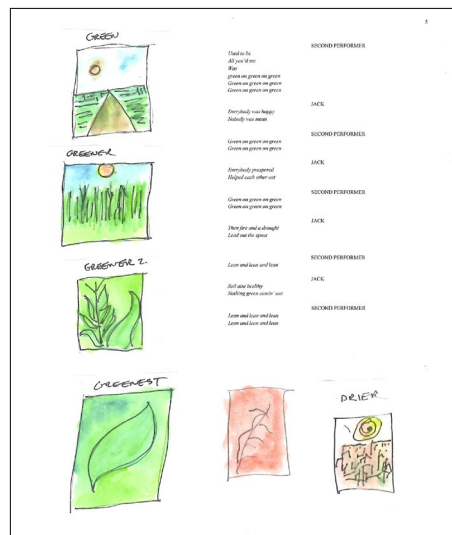 5
GREEN
SECOND PERFORMER
Used to be
All you'd see
Was
green on green on green
Green on green on green
Green on green on green
JACK
Everybody was happy
Nobody was mean
SECOND PERFORMER
Green on green on green
Green on green on green
GREENER
JACK
Everybody prospered
Helped each other out
SECOND PERFORMER
Green on green on green
Green on green on green
JACK
Then fire and a drought
Lead out the spout
SECOND PERFORMER
Lean and lean and lean
GREENER 2
JACK
Soil aine healthy
Nothing green comin' out
SECOND PERFORMER
Lean and lean and lean
Lean and lean and lean
GREENEST
DRIER